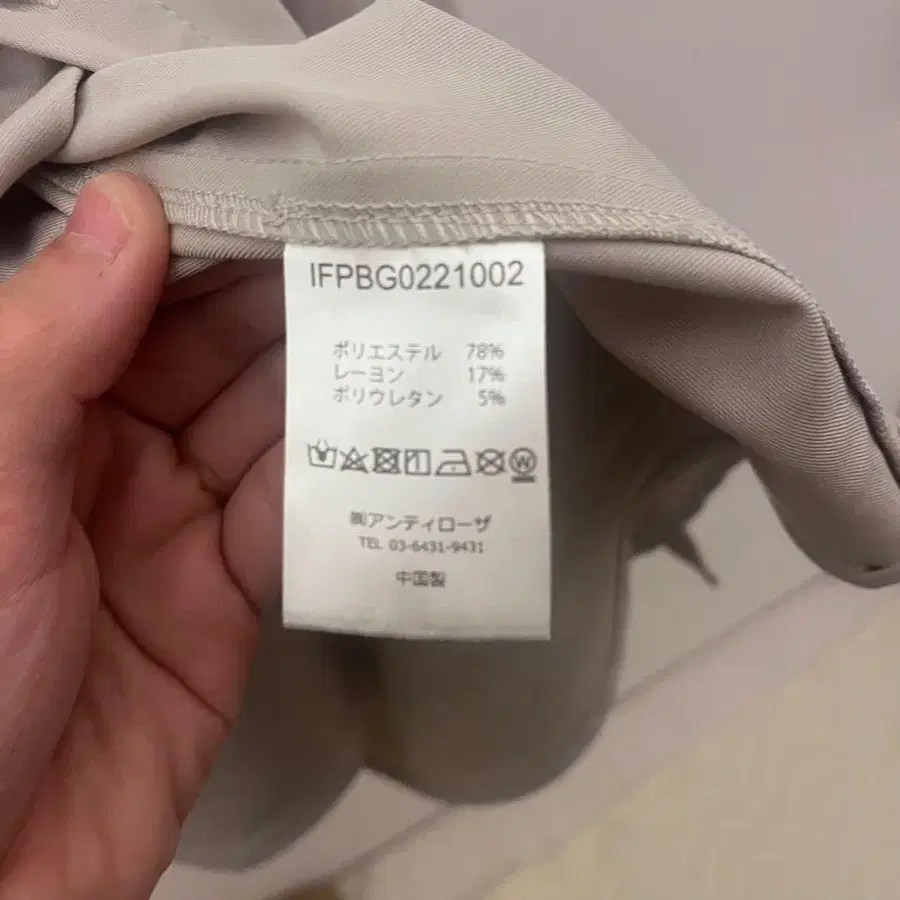 IFPBG0221002
ポリエステル 78%
レーヨン 17%
ポリウレタン 5%
W
㈱アンティローザ
TEL 03-6431-9431
中国製